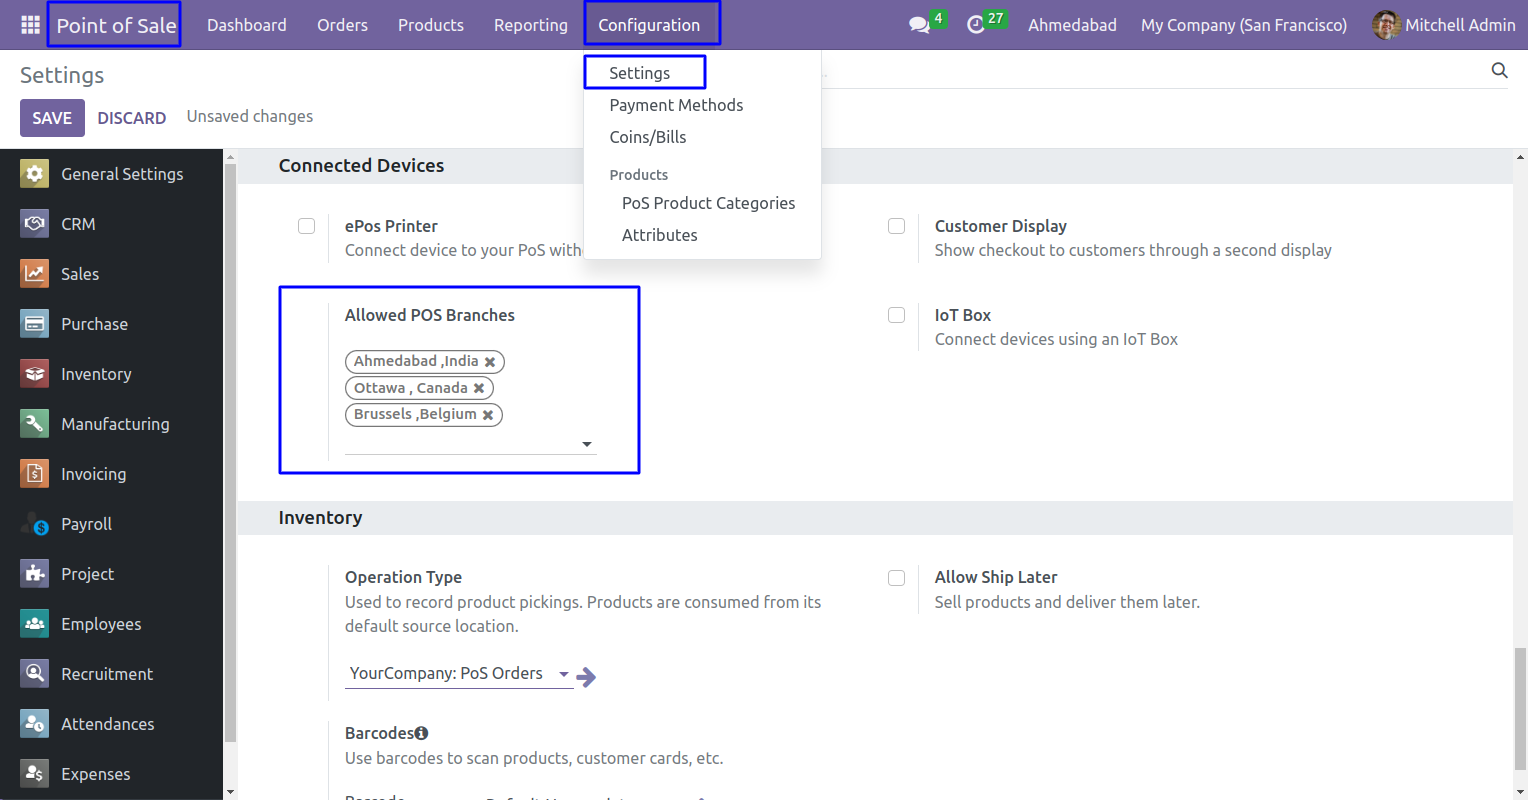 Point of Sale Dashboard Orders Products Reporting Configuration 4 27 Ahmedabad My Company (San Francisco) Mitchell Admin
Settings
SAVE DISCARD Unsaved changes
Settings
Payment Methods
Coins/Bills
Products
PoS Product Categories
Attributes
General Settings
CRM
Sales
Purchase
Inventory
Manufacturing
Invoicing
Payroll
Project
Employees
Recruitment
Attendances
Expenses
Connected Devices
ePos Printer
Connect device to your PoS
Customer Display
Show checkout to customers through a second display
Allowed POS Branches
Ahmedabad ,India
Ottawa , Canada
Brussels ,Belgium
IoT Box
Connect devices using an IoT Box
Inventory
Operation Type
Used to record product pickings. Products are consumed from its
default source location.
YourCompany: PoS Orders
Allow Ship Later
Sell products and deliver them later.
Barcodes
Use barcodes to scan products, customer cards, etc.